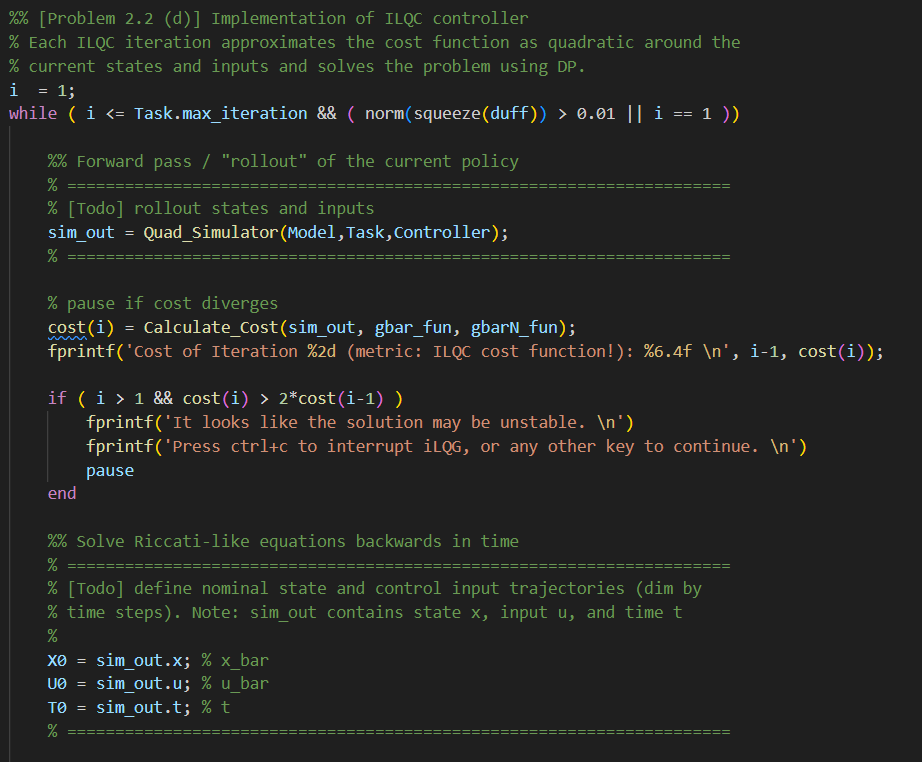 %% [Problem 2.2 (d)] Implementation of ILQC controller
% Each ILQC iteration approximates the cost function as quadratic around the
% current states and inputs and solves the problem using DP.
i  = 1;
while ( i <= Task.max_iteration && ( norm(squeeze(duff)) > 0.01 || i == 1 ))
%% Forward pass / "rollout" of the current policy
% =====================================================================
% [Todo] rollout states and inputs
sim_out = Quad_Simulator(Model,Task,Controller);
% =====================================================================
% pause if cost diverges
cost(i) = Calculate_Cost(sim_out, gbar_fun, gbarN_fun);
fprintf('Cost of Iteration %2d (metric: ILQC cost function!): %6.4f \n', i-1, cost(i));
if ( i > 1 && cost(i) > 2*cost(i-1) )
fprintf('It looks like the solution may be unstable. \n')
fprintf('Press ctrl+c to interrupt iLQG, or any other key to continue. \n')
pause
end
%% Solve Riccati-like equations backwards in time
% =====================================================================
% [Todo] define nominal state and control input trajectories (dim by
% time steps). Note: sim_out contains state x, input u, and time t
%
X0 = sim_out.x; % x_bar
U0 = sim_out.u; % u_bar
T0 = sim_out.t; % t
% =====================================================================